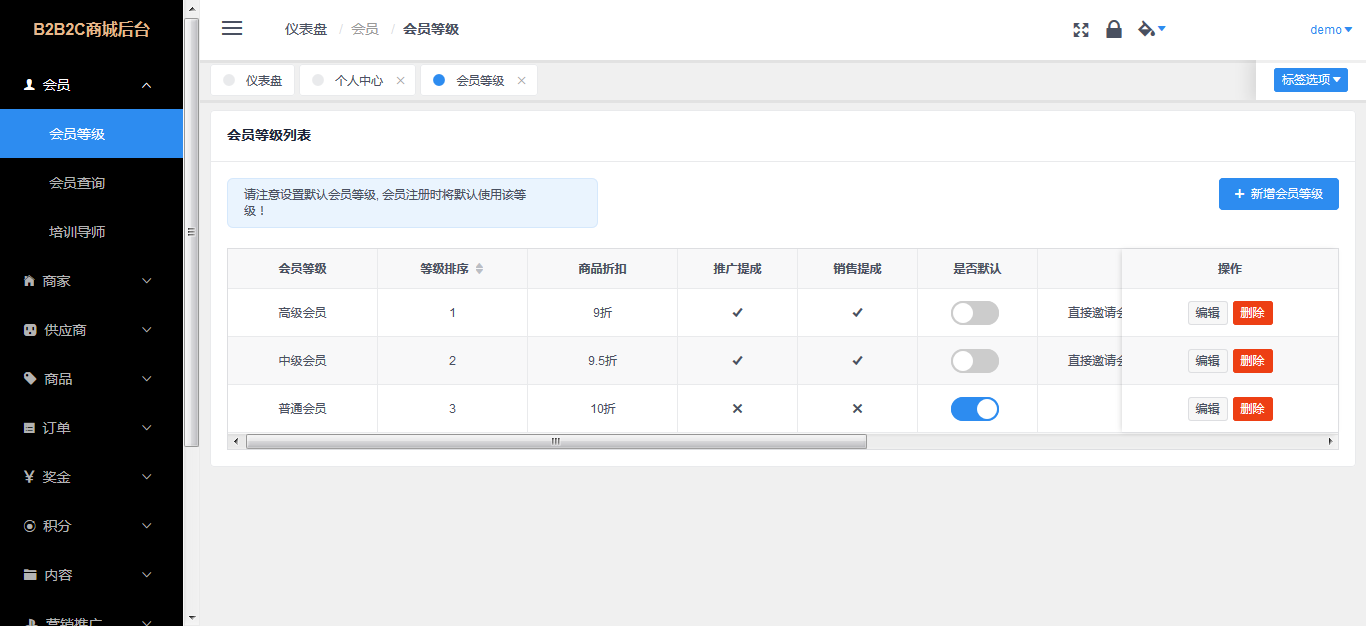 B2B2C商城后台
会员
会员等级
会员查询
培训导师
商家
供应商
商品
订单
奖金
积分
内容
营销推广
仪表盘 / 会员 / 会员等级
demo
仪表盘
个人中心
会员等级
标签选项
会员等级列表
请注意设置默认会员等级, 会员注册时将默认使用该等
级！
+ 新增会员等级
会员等级 等级排序 商品折扣 推广提成 销售提成 是否默认 操作
高级会员 1 9折 直接邀请会 编辑 删除
中级会员 2 9.5折 直接邀请会 编辑 删除
普通会员 3 10折 编辑 删除